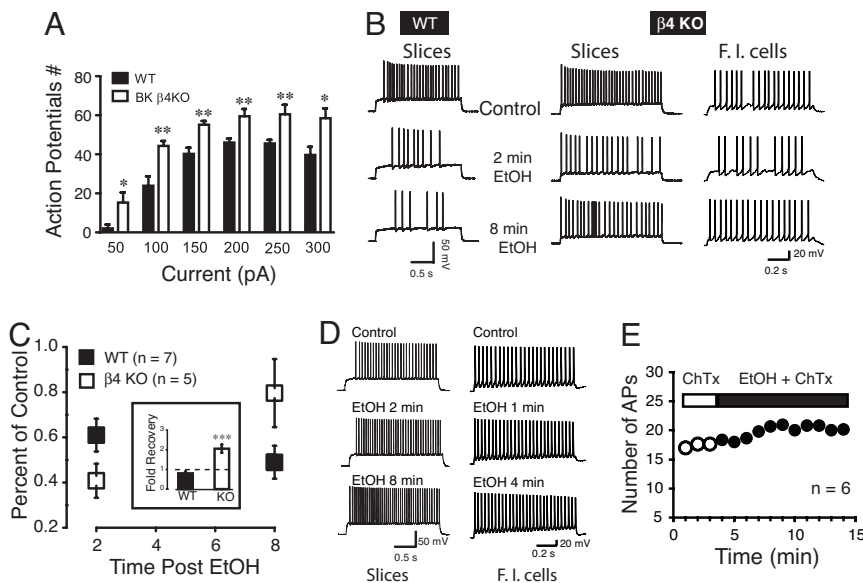 A
WT
BK β4KO
Action Potentials #
80
60
40
20
0
* ** ** ** ** *
50 100 150 200 250 300
Current (pA)
B
WT
β4 KO
Slices
Slices
F. I. cells
Control
2 min
EtOH
8 min
EtOH
0.5 s
50 mV
20 mV
0.2 s
C
WT (n = 7)
β4 KO (n = 5)
Percent of Control
1.0
0.8
0.6
0.4
0.2
Fold Recovery
3
2
1
0
***
WT KO
2 4 6 8
Time Post EtOH
D
Control
Control
EtOH 2 min
EtOH 1 min
EtOH 8 min
EtOH 4 min
50 mV
0.5 s
20 mV
0.2 s
Slices
F. I. cells
E
ChTx
EtOH + ChTx
Number of APs
30
25
20
15
10
5
n = 6
0 5 10 15
Time (min)